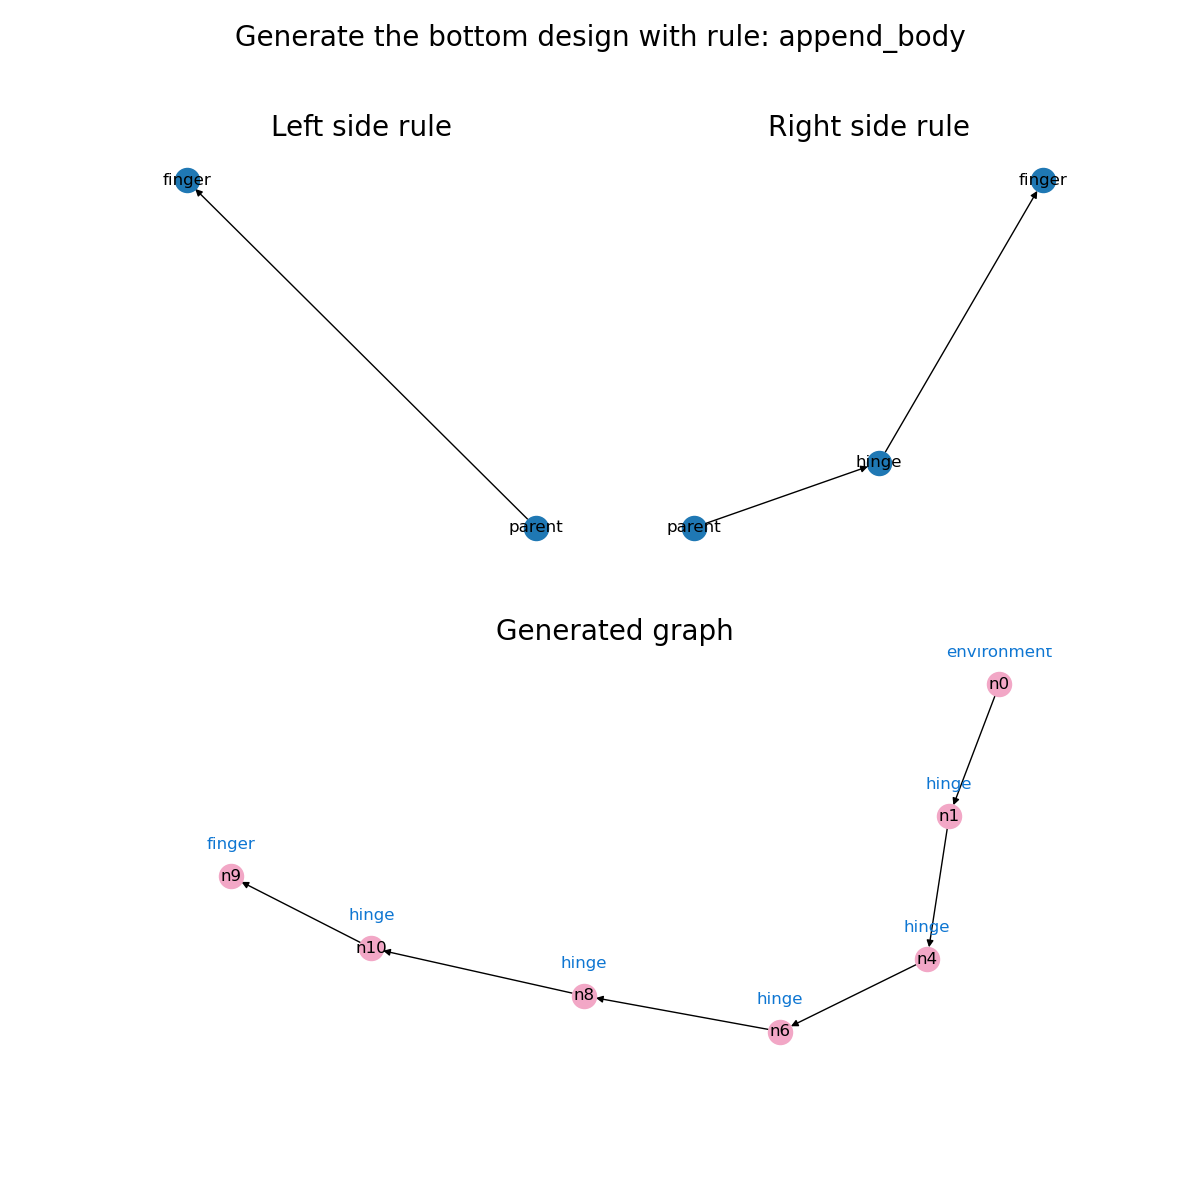 Generate the bottom design with rule: append_body
Left side rule
Right side rule
finger
finger
hinge
parent
parent
Generated graph
environment
n0
hinge
n1
finger
n9
hinge
n10
hinge
n4
hinge
n8
hinge
n6